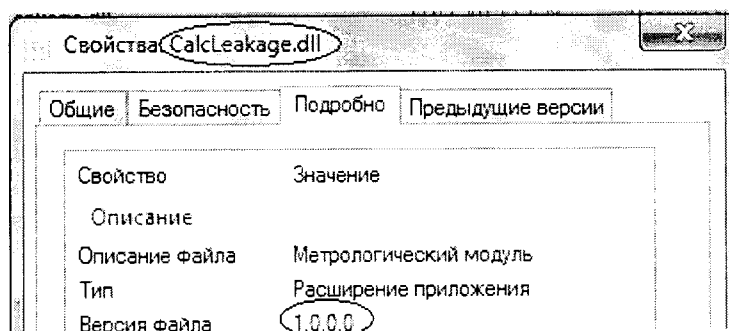 Свойства: CalcLeakage.dll
Общие Безопасность Подробно Предыдущие версии
Свойство Значение
Описание
Описание файла Метрологический модуль
Тип Расширение приложения
Версия файла 1.0.0.0